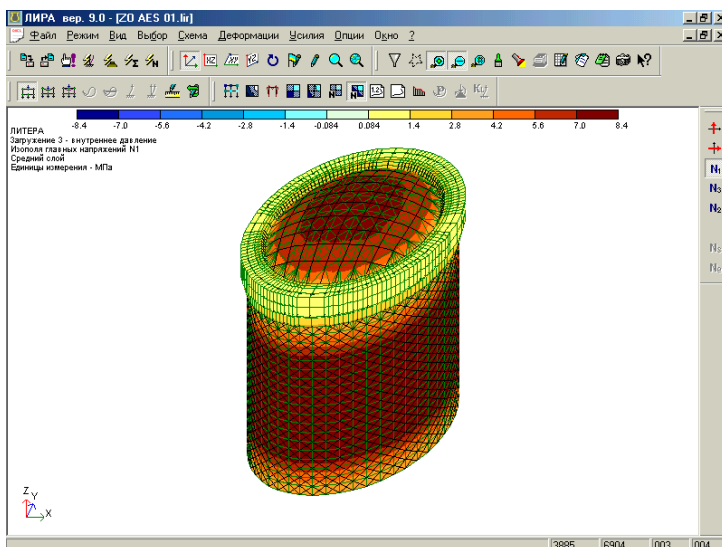 ЛИРА вер. 9.0 - [ZO AES 01.lir]
Файл Режим Вид Выбор Схема Деформации Усилия Опции Окно ?
-8.4 -7.0 -5.6 -4.2 -2.8 -1.4 -0.084 0.084 1.4 2.8 4.2 5.6 7.0 8.4
ЛИТЕРА
Загружение 3 - внутреннее давление
Изополя главных напряжений N1
Средний слой
Единицы измерения - МПа
N1
N3
N2
NS
N0
Z
Y
X
3885 6904 003 004